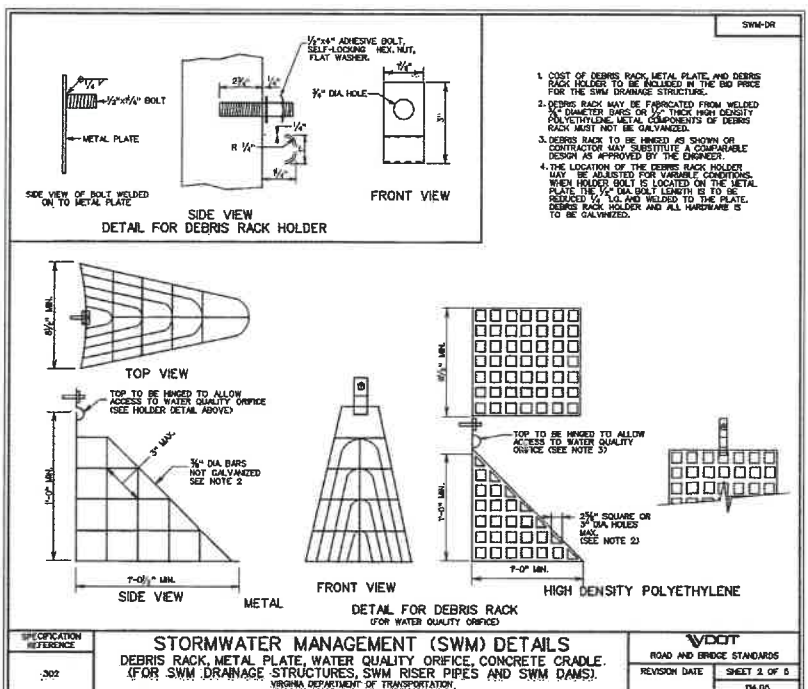 SWM-DR
1/2"x4" ADHESIVE BOLT,
SELF-LOCKING HEX. NUT,
FLAT WASHER.
1/4"
1/2"x1 1/4" BOLT
METAL PLATE
SIDE VIEW OF BOLT WELDED
ON TO METAL PLATE
2 3/4"
1/4"
1/4"
R 1/4"
SIDE VIEW
3/4" DIA. HOLE
3"
FRONT VIEW
DETAIL FOR DEBRIS RACK HOLDER
1. COST OF DEBRIS RACK, METAL PLATE, AND DEBRIS
RACK HOLDER TO BE INCLUDED IN THE BID PRICE
FOR THE SWM DRAINAGE STRUCTURE.
2. DEBRIS RACK MAY BE FABRICATED FROM WELDED
DIAMETER BARS OR THICK HIGH DENSITY
POLYETHYLENE. METAL COMPONENTS OF DEBRIS
RACK MUST NOT BE GALVANIZED.
3. DEBRIS RACK TO BE HINGED AS SHOWN OR
CONTRACTOR MAY SUBSTITUTE A COMPARABLE
DESIGN AS APPROVED BY THE ENGINEER.
4. THE LOCATION OF THE DEBRIS RACK HOLDER
MAY BE ADJUSTED FOR VARIABLE CONDITIONS.
WHEN HOLDER BOLT IS LOCATED ON THE METAL
PLATE THE 1/2" DIA. BOLT LENGTH IS TO BE
REDUCED AND WELDED TO THE PLATE.
DEBRIS RACK HOLDER AND ALL HARDWARE IS
TO BE GALVINIZED.
8 1/2" MIN.
TOP VIEW
TOP TO BE HINGED TO ALLOW
ACCESS TO WATER QUALITY ORIFICE
(SEE HOLDER DETAIL ABOVE)
3" MAX.
DIA. BARS
NOT GALVANIZED
SEE NOTE 2
1'-0" MIN.
1'-0 1/2" MIN.
SIDE VIEW
METAL
FRONT VIEW
MIN.
TOP TO BE HINGED TO ALLOW
ACCESS TO WATER QUALITY
ORIFICE (SEE NOTE 3)
SQUARE OR
3" DIA. HOLES
MAX.
(SEE NOTE 2)
1'-0" MIN.
1'-0" MIN.
HIGH DENSITY POLYETHYLENE
DETAIL FOR DEBRIS RACK
(FOR WATER QUALITY ORIFICE)
SPECIFICATION
REFERENCE
302
STORMWATER MANAGEMENT (SWM) DETAILS
DEBRIS RACK, METAL PLATE, WATER QUALITY ORIFICE, CONCRETE CRADLE.
(FOR SWM DRAINAGE STRUCTURES, SWM RISER PIPES AND SWM DAMS).
VIRGINIA DEPARTMENT OF TRANSPORTATION
VDOT
ROAD AND BRIDGE STANDARDS
REVISION DATE